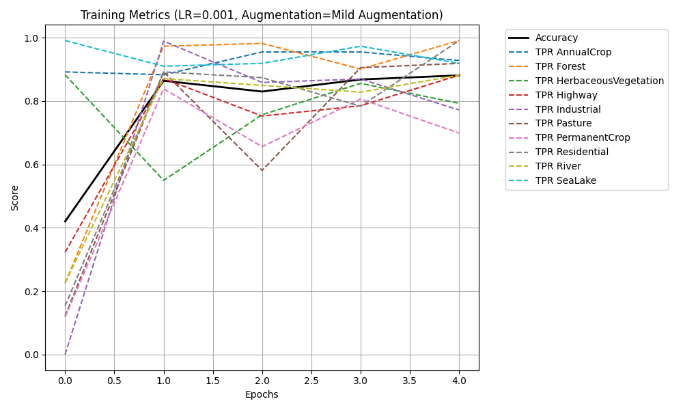 Training Metrics (LR=0.001, Augmentation=Mild Augmentation)
1.0
0.8
0.6
0.4
0.2
0.0
Score
0.0
0.5
1.0
1.5
2.0
2.5
3.0
3.5
4.0
Epochs
Accuracy
TPR AnnualCrop
TPR Forest
TPR HerbaceousVegetation
TPR Highway
TPR Industrial
TPR Pasture
TPR PermanentCrop
TPR Residential
TPR River
TPR SeaLake